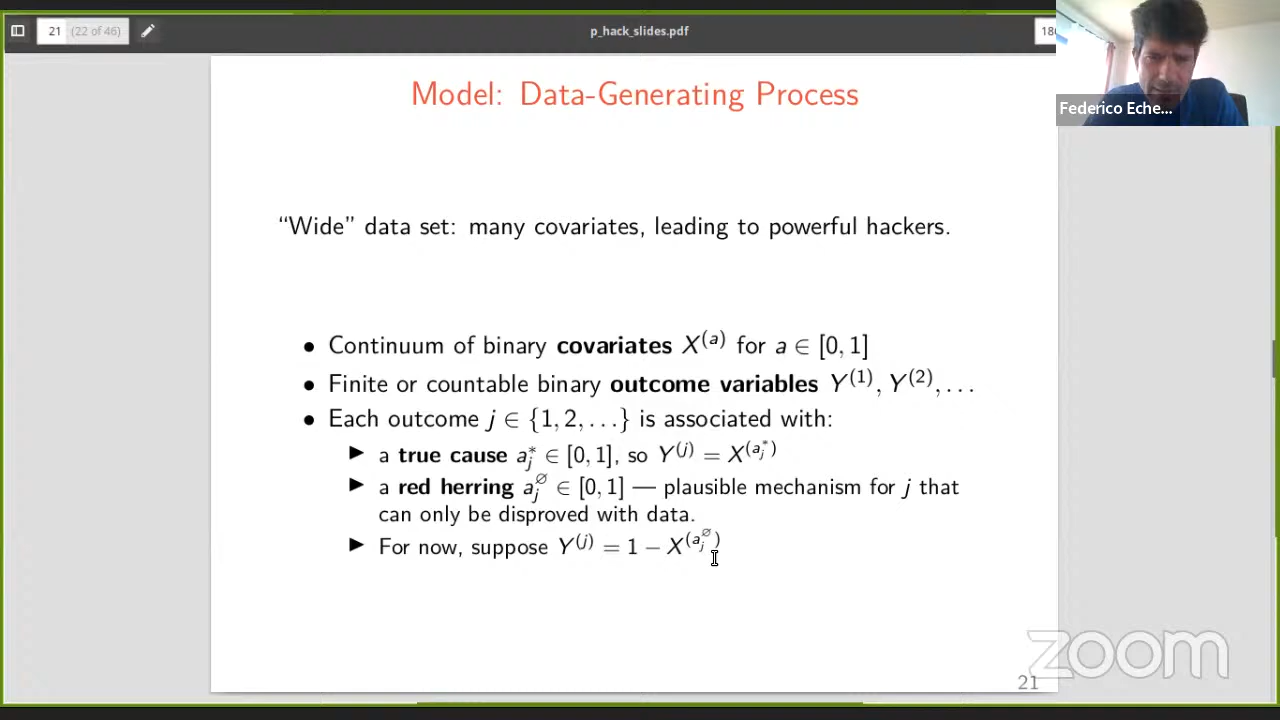 21 (22 of 46)
p_hack_slides.pdf
Model: Data-Generating Process
Federico Eche...
“Wide” data set: many covariates, leading to powerful hackers.
• Continuum of binary covariates X^(a) for a ∈ [0, 1]
• Finite or countable binary outcome variables Y^(1), Y^(2), . . .
• Each outcome j ∈ {1, 2, . . .} is associated with:
▶ a true cause a_j^* ∈ [0, 1], so Y^(j) = X^(a_j^*)
▶ a red herring a_j^∅ ∈ [0, 1] — plausible mechanism for j that
can only be disproved with data.
▶ For now, suppose Y^(j) = 1 − X^(a_j^∅)
zoom
21